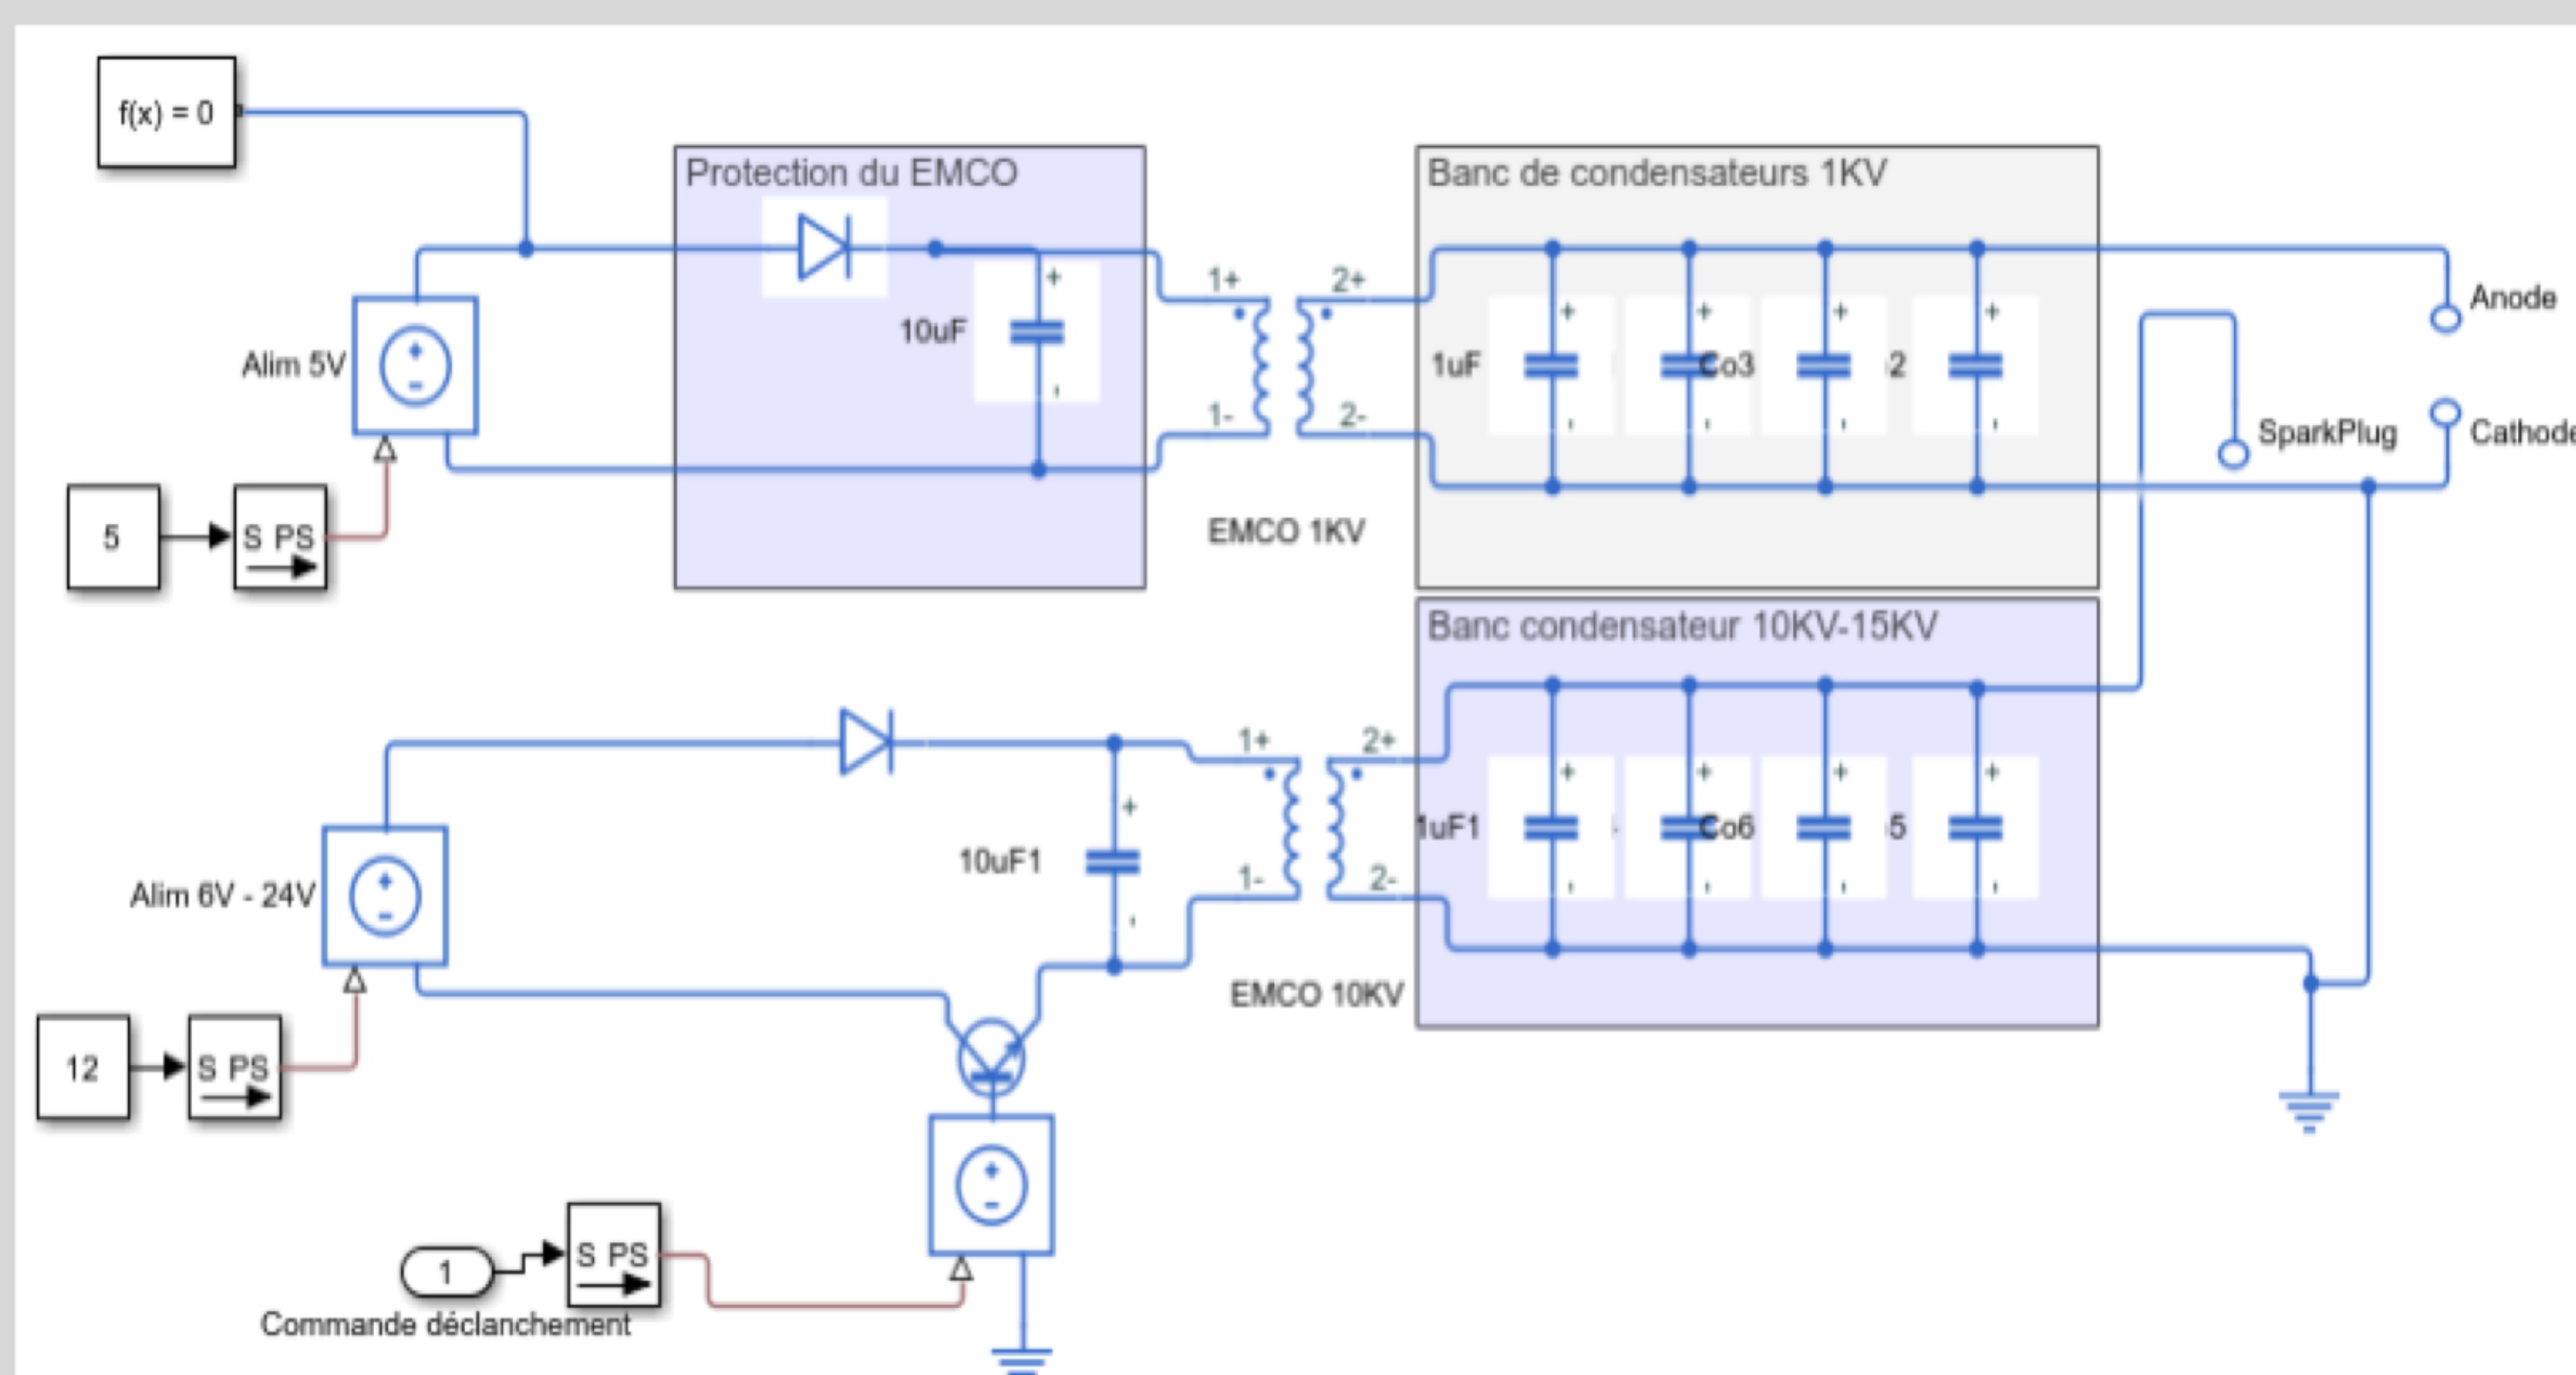 f(x) = 0
Protection du EMCO
Banc de condensateurs 1KV
+
1+
2+
+
+
+
+
Anode
10uF
Alim 5V
1uF
Co3
2
1-
2-
SparkPlug
Cathode
5
S PS
EMCO 1KV
Banc condensateur 10KV-15KV
1+
2+
+
+
+
+
+
1uF1
Co6
5
10uF1
Alim 6V - 24V
1-
2-
EMCO 10KV
12
S PS
1
S PS
Commande déclanchement